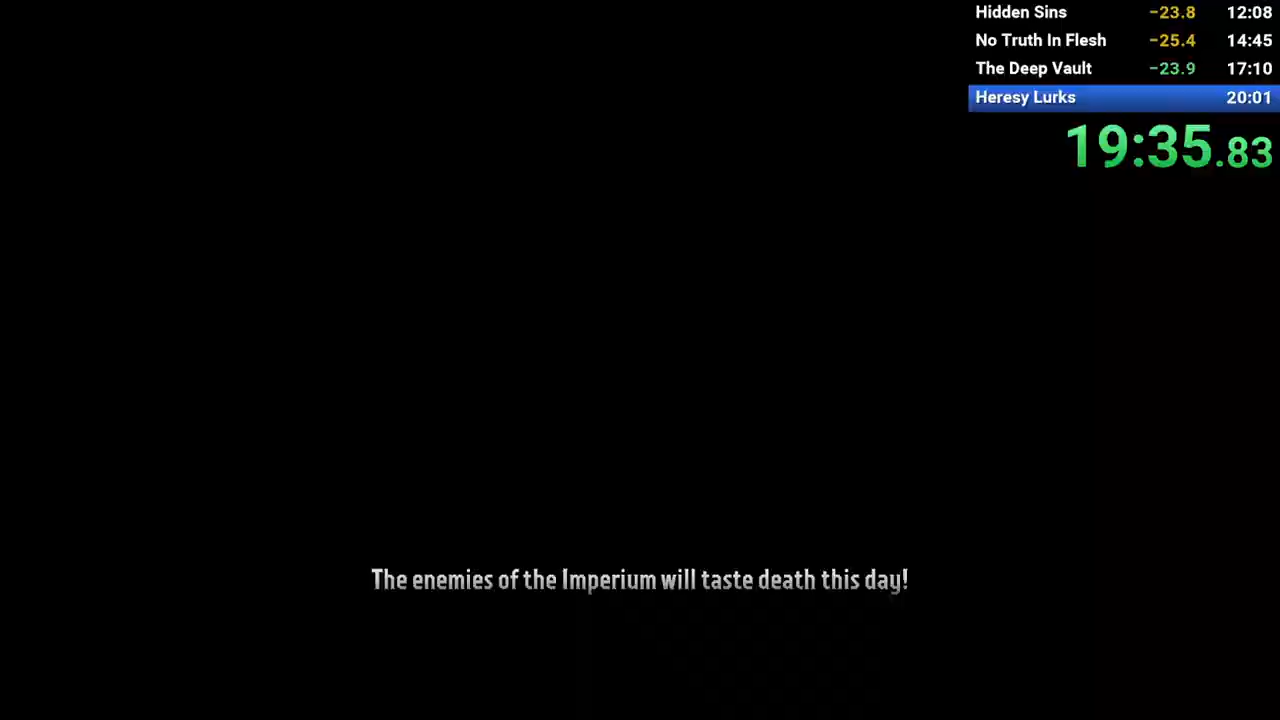 Hidden Sins -23.8 12:08
No Truth In Flesh -25.4 14:45
The Deep Vault -23.9 17:10
Heresy Lurks 20:01
19:35.83
The enemies of the Imperium will taste death this day!